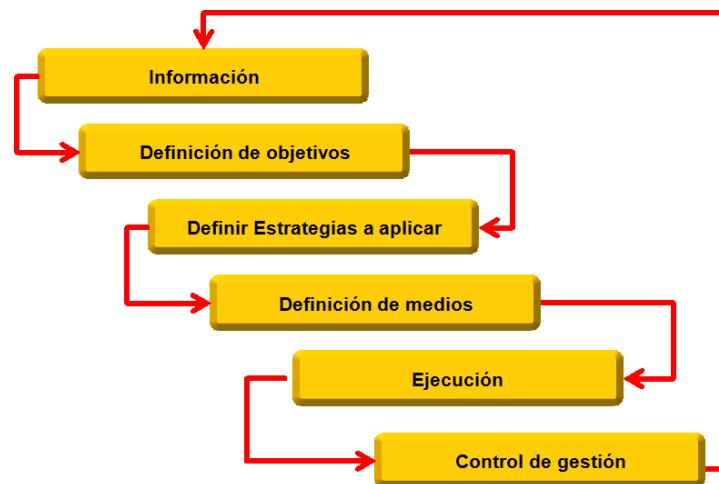 Información
Definición de objetivos
Definir Estrategias a aplicar
Definición de medios
Ejecución
Control de gestión